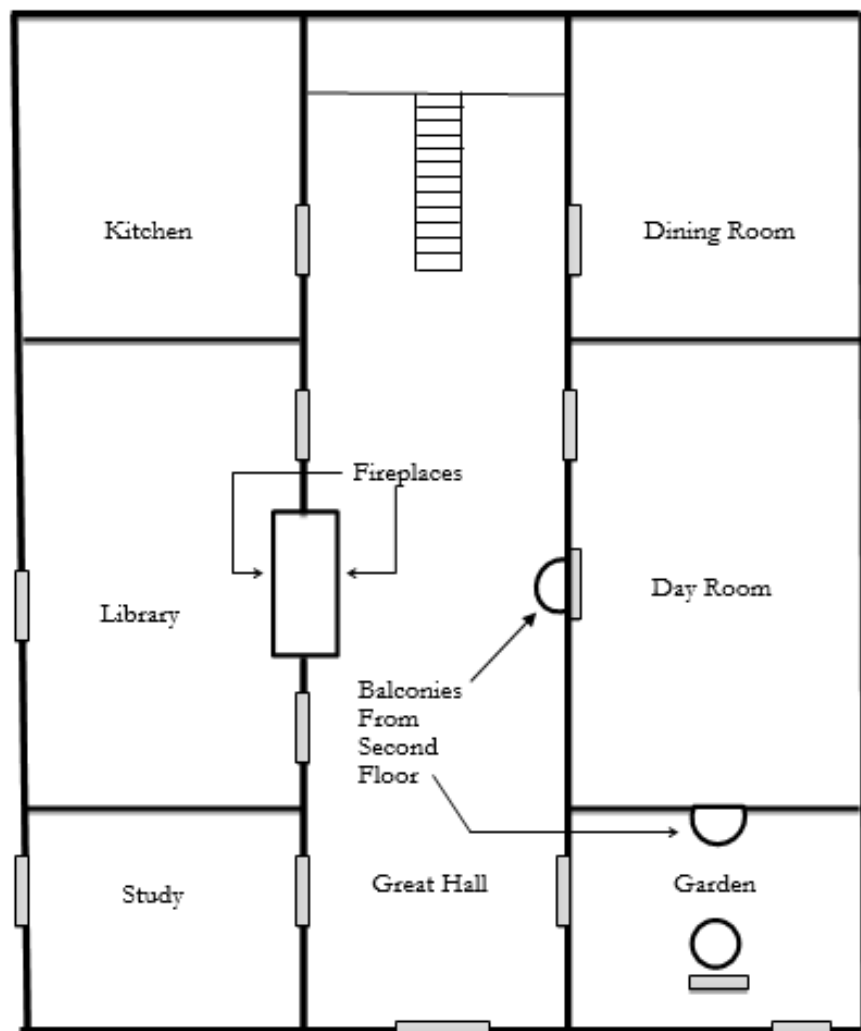 Kitchen
Dining Room
Fireplaces
Library
Day Room
Balconies
From
Second
Floor
Study
Great Hall
Garden